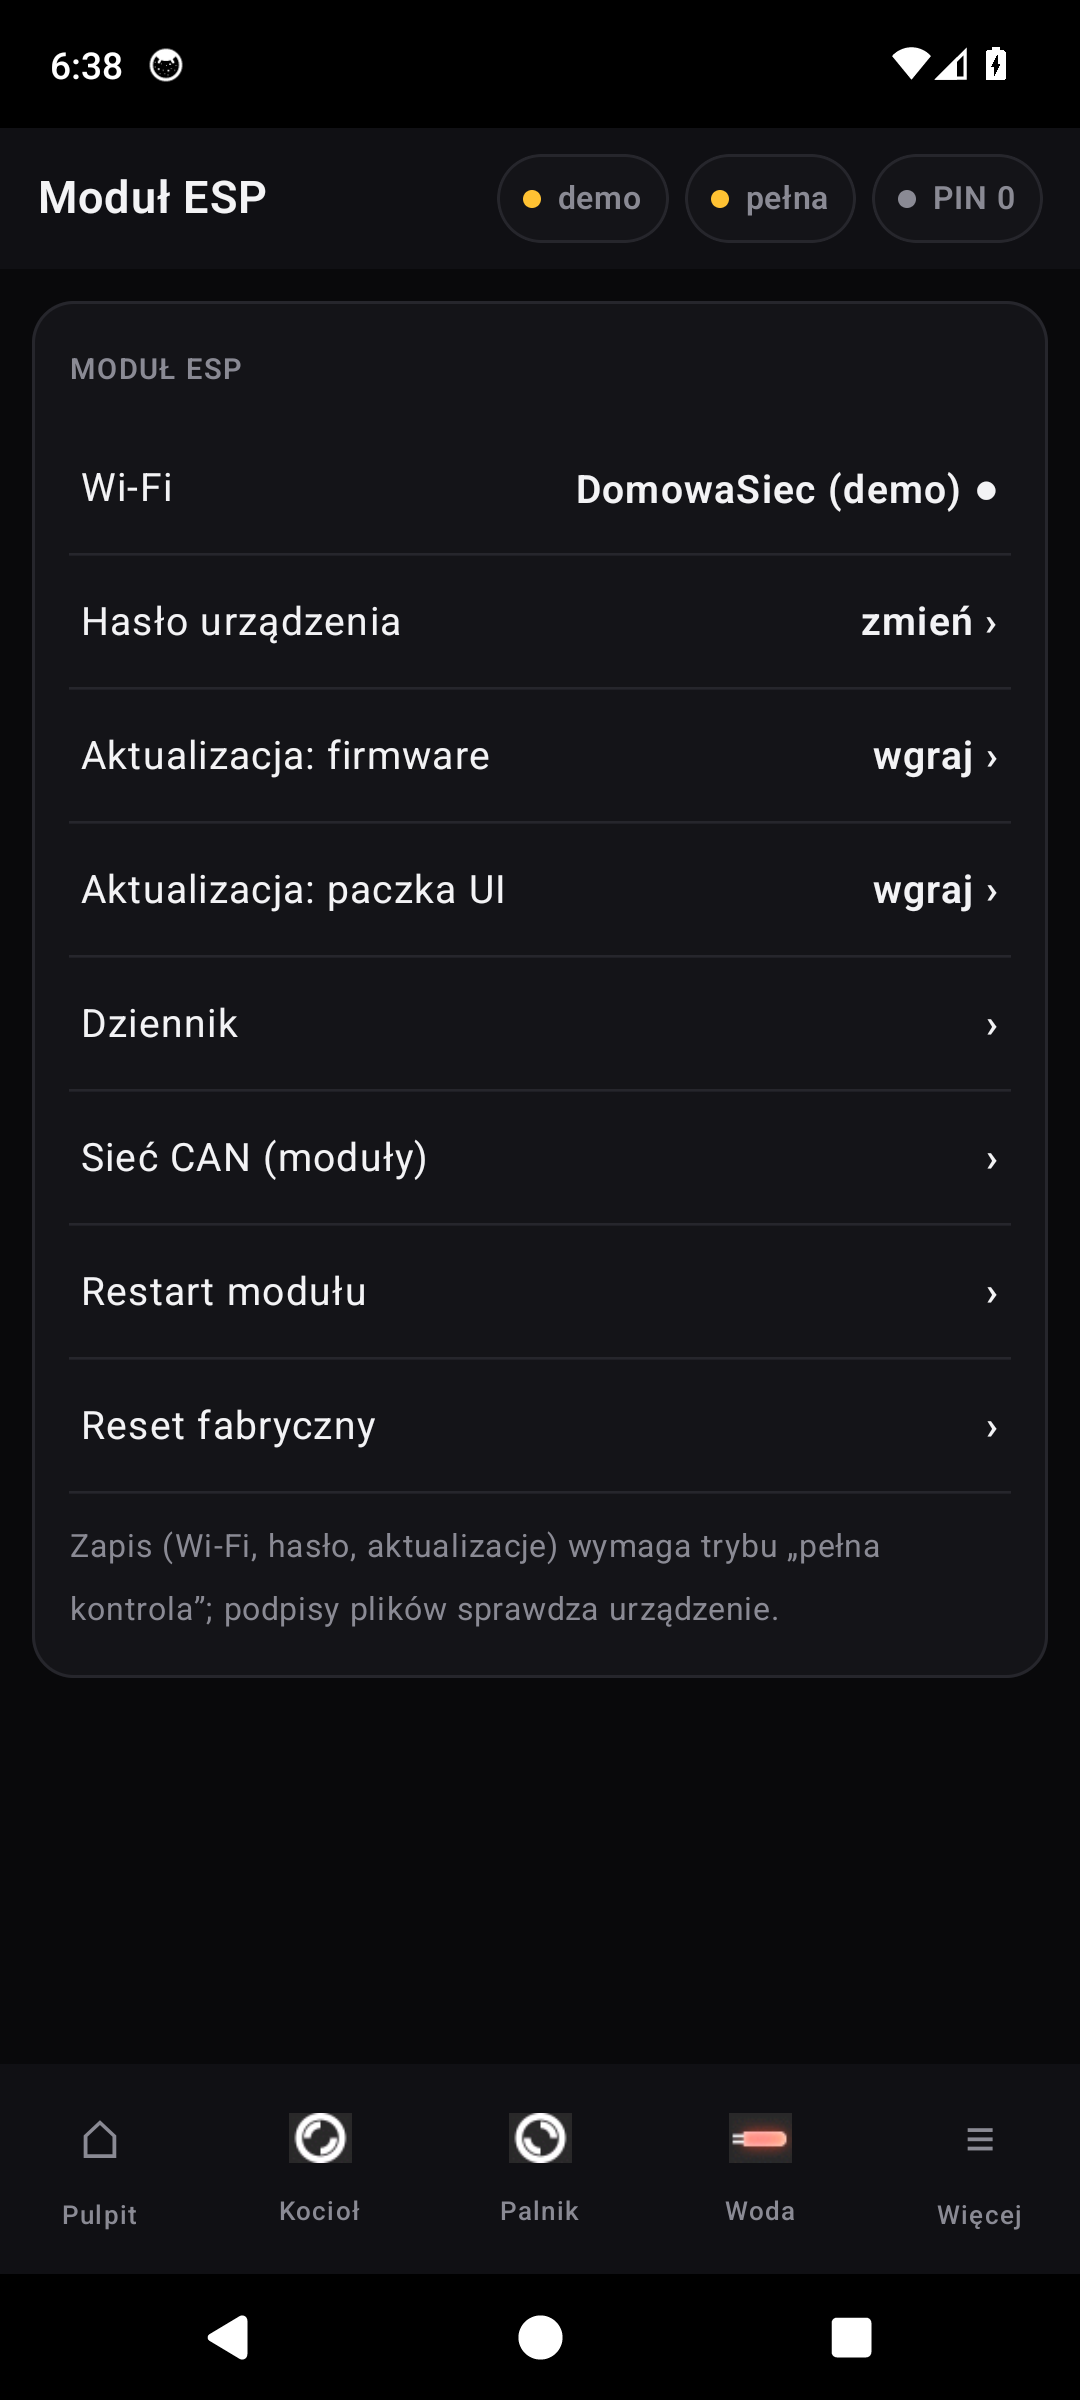 6:38
Moduł ESP
demo
pełna
PIN 0
MODUŁ ESP
Wi-Fi DomowaSiec (demo) ●
Hasło urządzenia zmień ›
Aktualizacja: firmware wgraj ›
Aktualizacja: paczka UI wgraj ›
Dziennik ›
Sieć CAN (moduły) ›
Restart modułu ›
Reset fabryczny ›
Zapis (Wi-Fi, hasło, aktualizacje) wymaga trybu „pełna
kontrola”; podpisy plików sprawdza urządzenie.
Pulpit
Kocioł
Palnik
Woda
Więcej